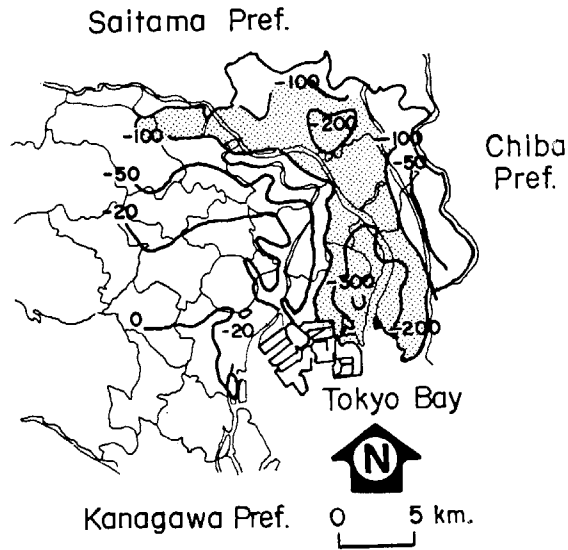 Saitama Pref.
-100
-200
-100
-100
-50
-50
Chiba
Pref.
-20
-300
0
-20
-200
Tokyo Bay
N
Kanagawa Pref.
0 5 km.